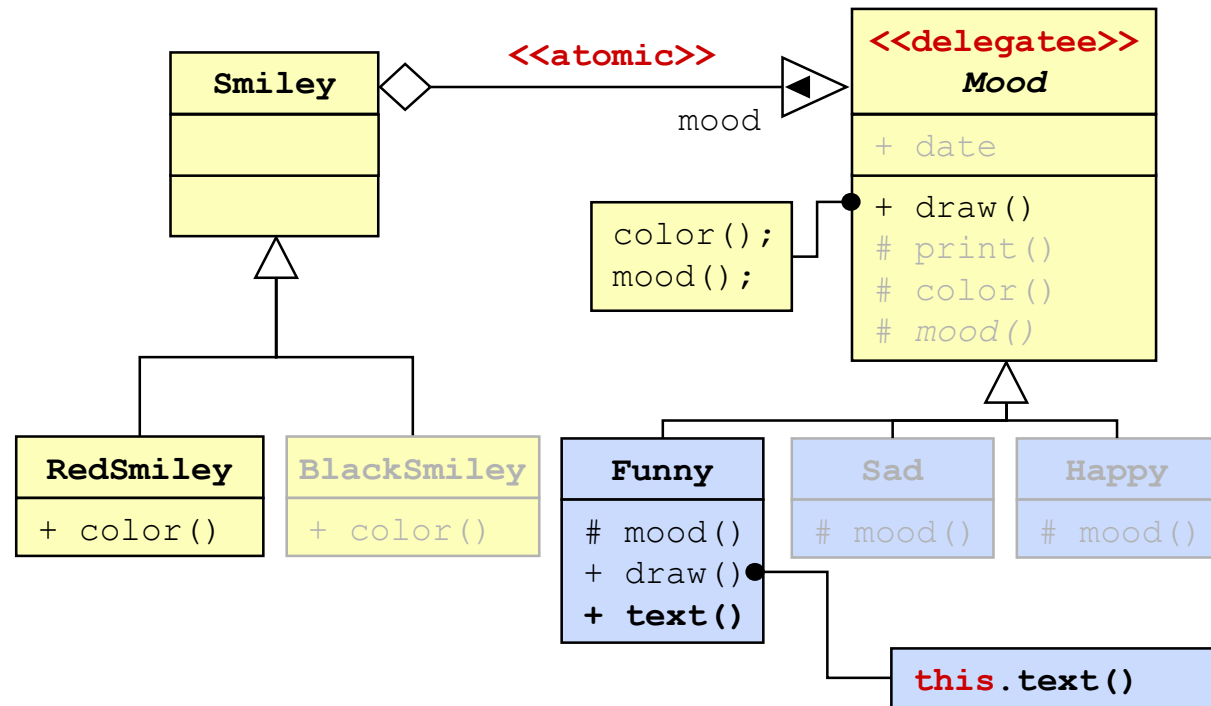 <<atomic>>
mood
Smiley
<<delegatee>>
Mood
+ date
+ draw()
# print()
# color()
# mood()
color();
mood();
RedSmiley
+ color()
BlackSmiley
+ color()
Funny
# mood()
+ draw()
+ text()
Sad
# mood()
Happy
# mood()
this.text()